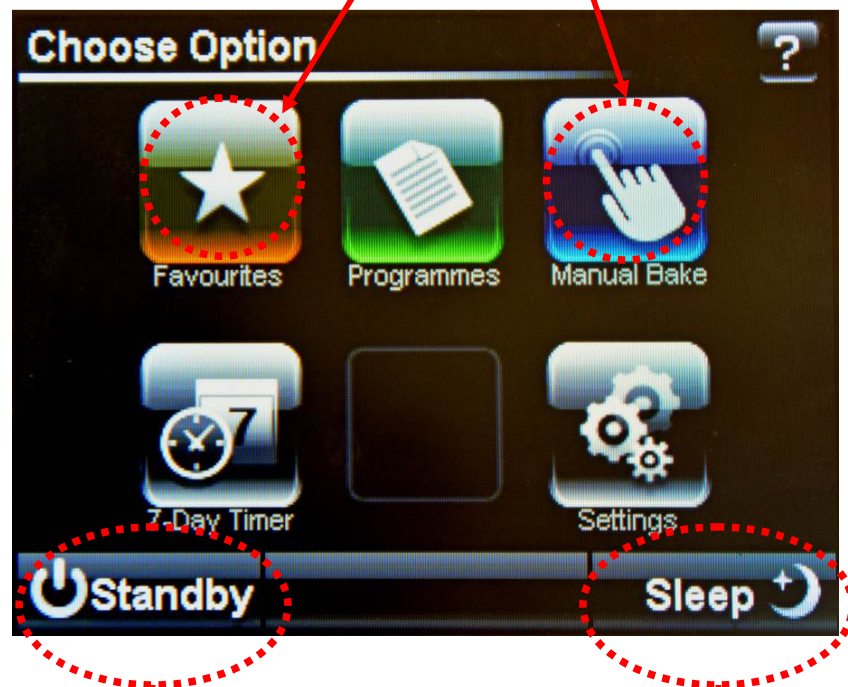 Choose Option
?
Favourites Programmes Manual Bake
7
7-Day Timer Settings
Standby Sleep